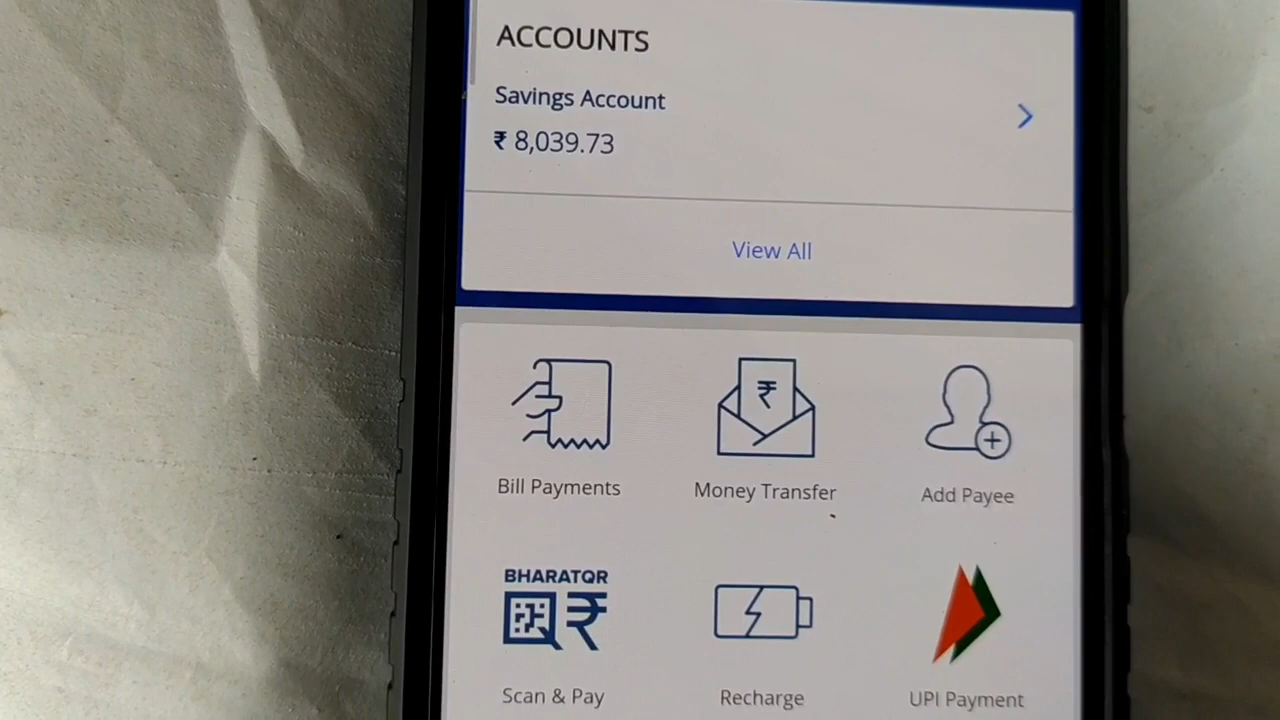 ACCOUNTS
Savings Account
₹ 8,039.73
View All
₹
Bill Payments
Money Transfer
Add Payee
BHARATQR
₹
Scan & Pay
Recharge
UPI Payment